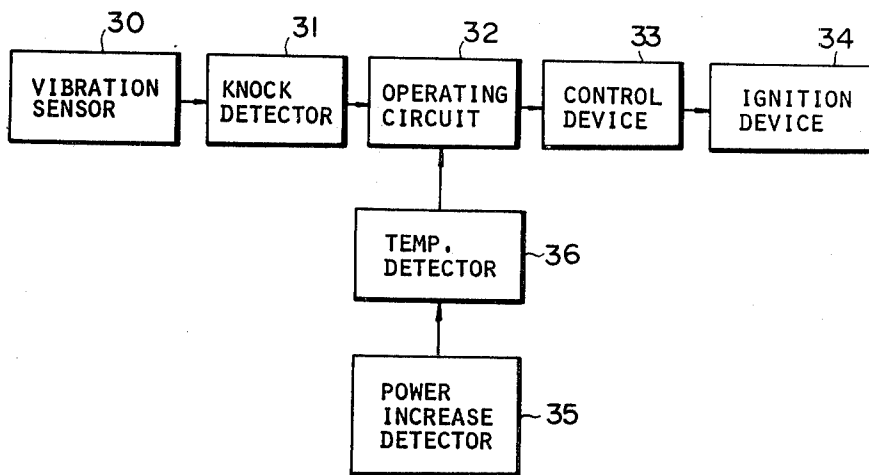 30
31
32
33
34
VIBRATION
SENSOR
KNOCK
DETECTOR
OPERATING
CIRCUIT
CONTROL
DEVICE
IGNITION
DEVICE
TEMP.
DETECTOR
36
POWER
INCREASE
DETECTOR
35